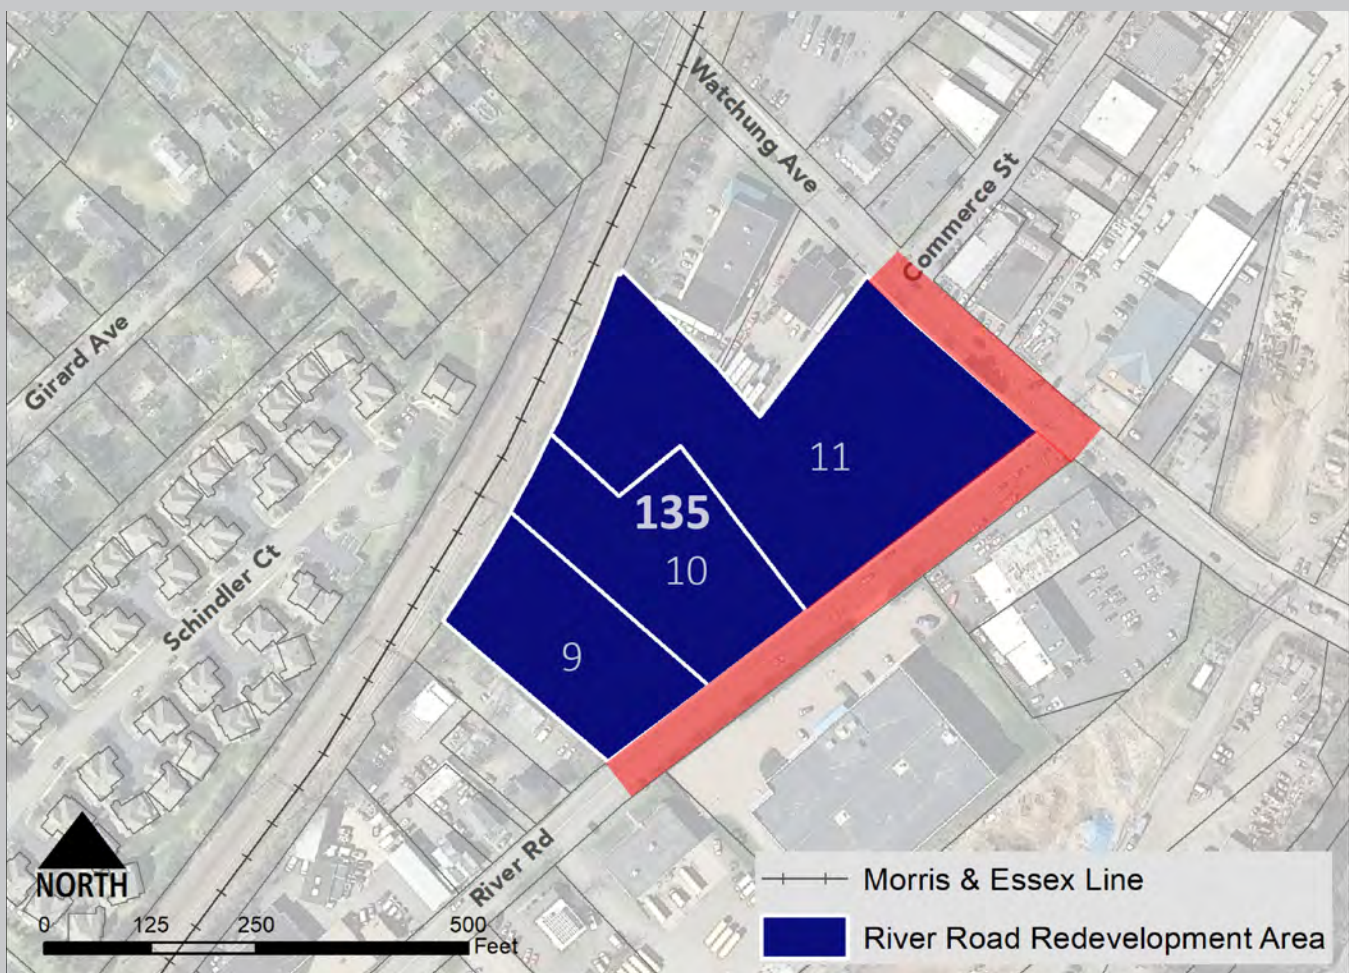 Watchung Ave
Commerce St
Girard Ave
11
135
10
Schindler Ct
9
River Rd
NORTH
0 125 250 500
Feet
Morris & Essex Line
River Road Redevelopment Area